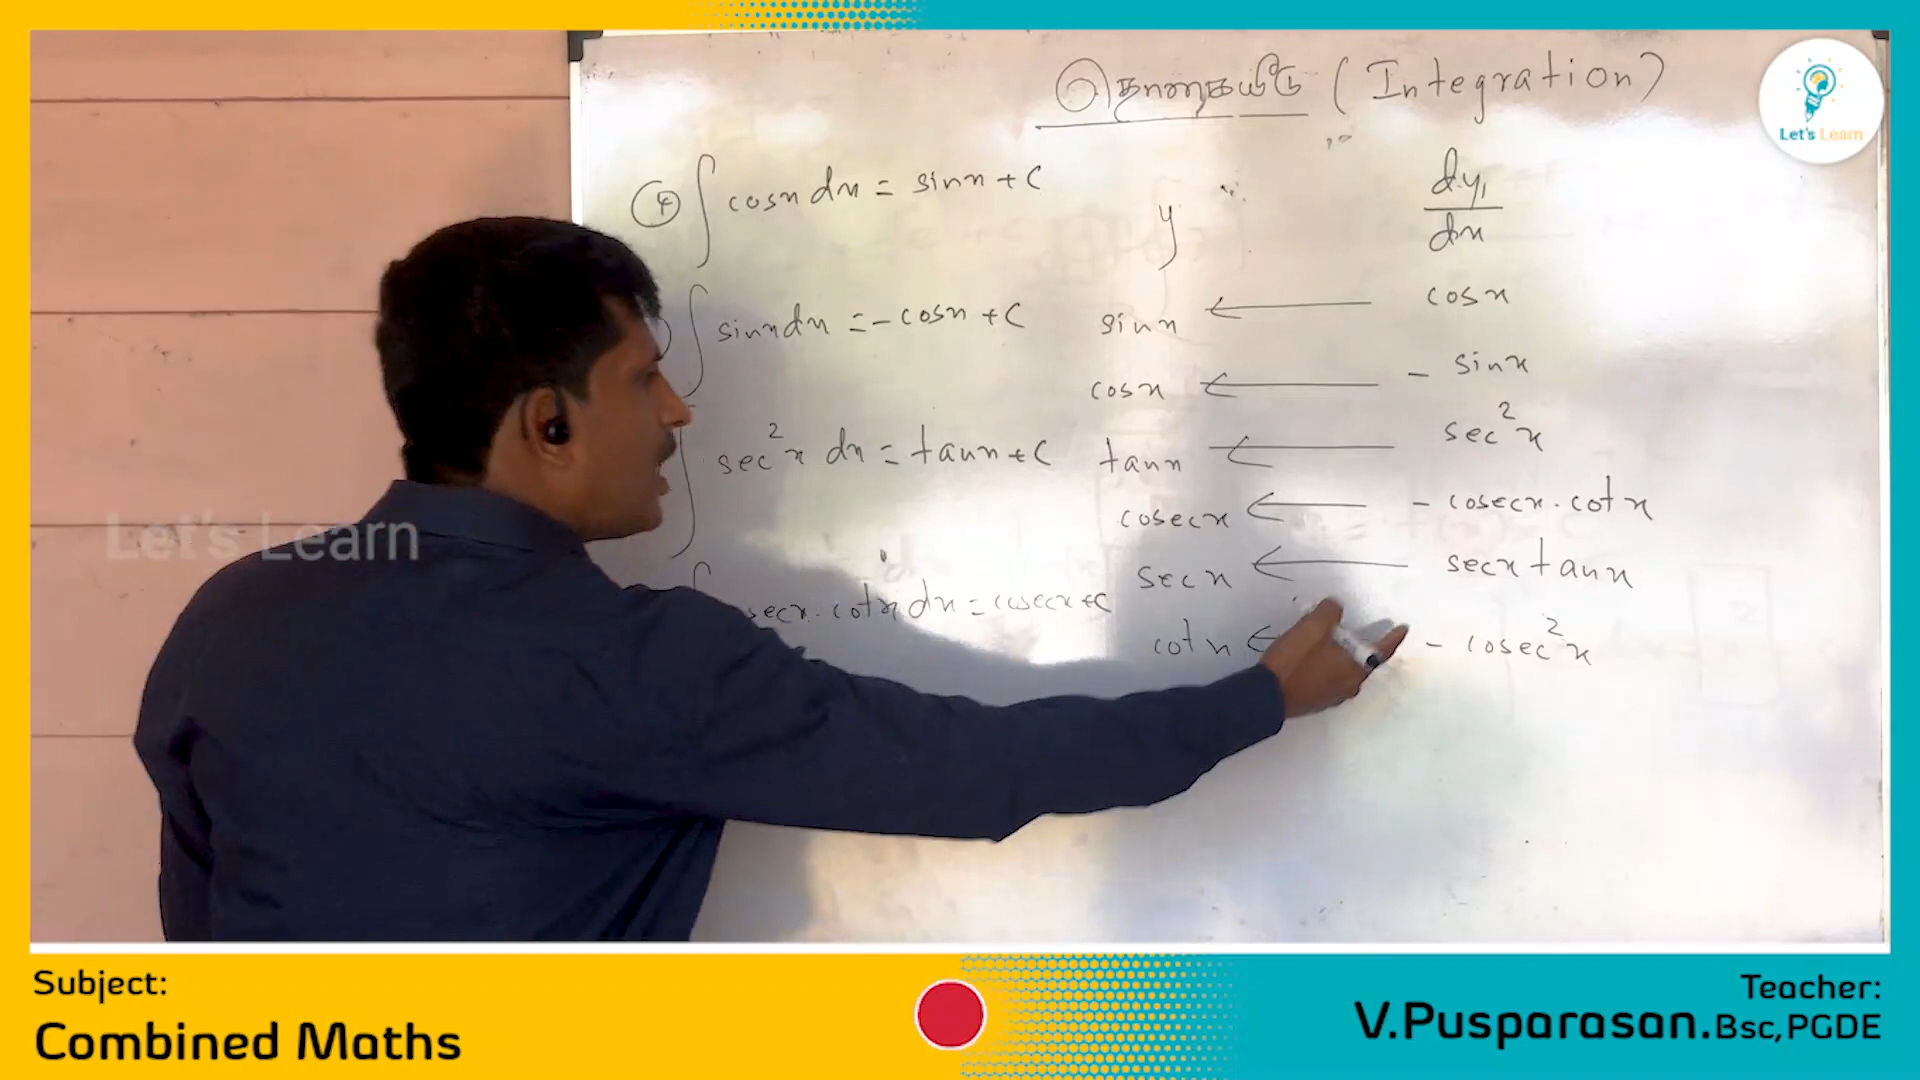 தொகையீடு (Integration)
Let's Learn
④ ∫ cosx dx = sinx + C
y
dy/dx
∫ sinx dx = - cosx + C
sinx ← cosx
cosx ← - sinx
∫ sec²x dx = tanx + C
tanx ← sec²x
cosecx ← - cosecx . cotx
secx ← secx tanx
secx . cotx dx = cosecx + C
cotx ← - cosec²x
Let's Learn
Subject:
Combined Maths
Teacher:
V.Pusparasan.Bsc,PGDE